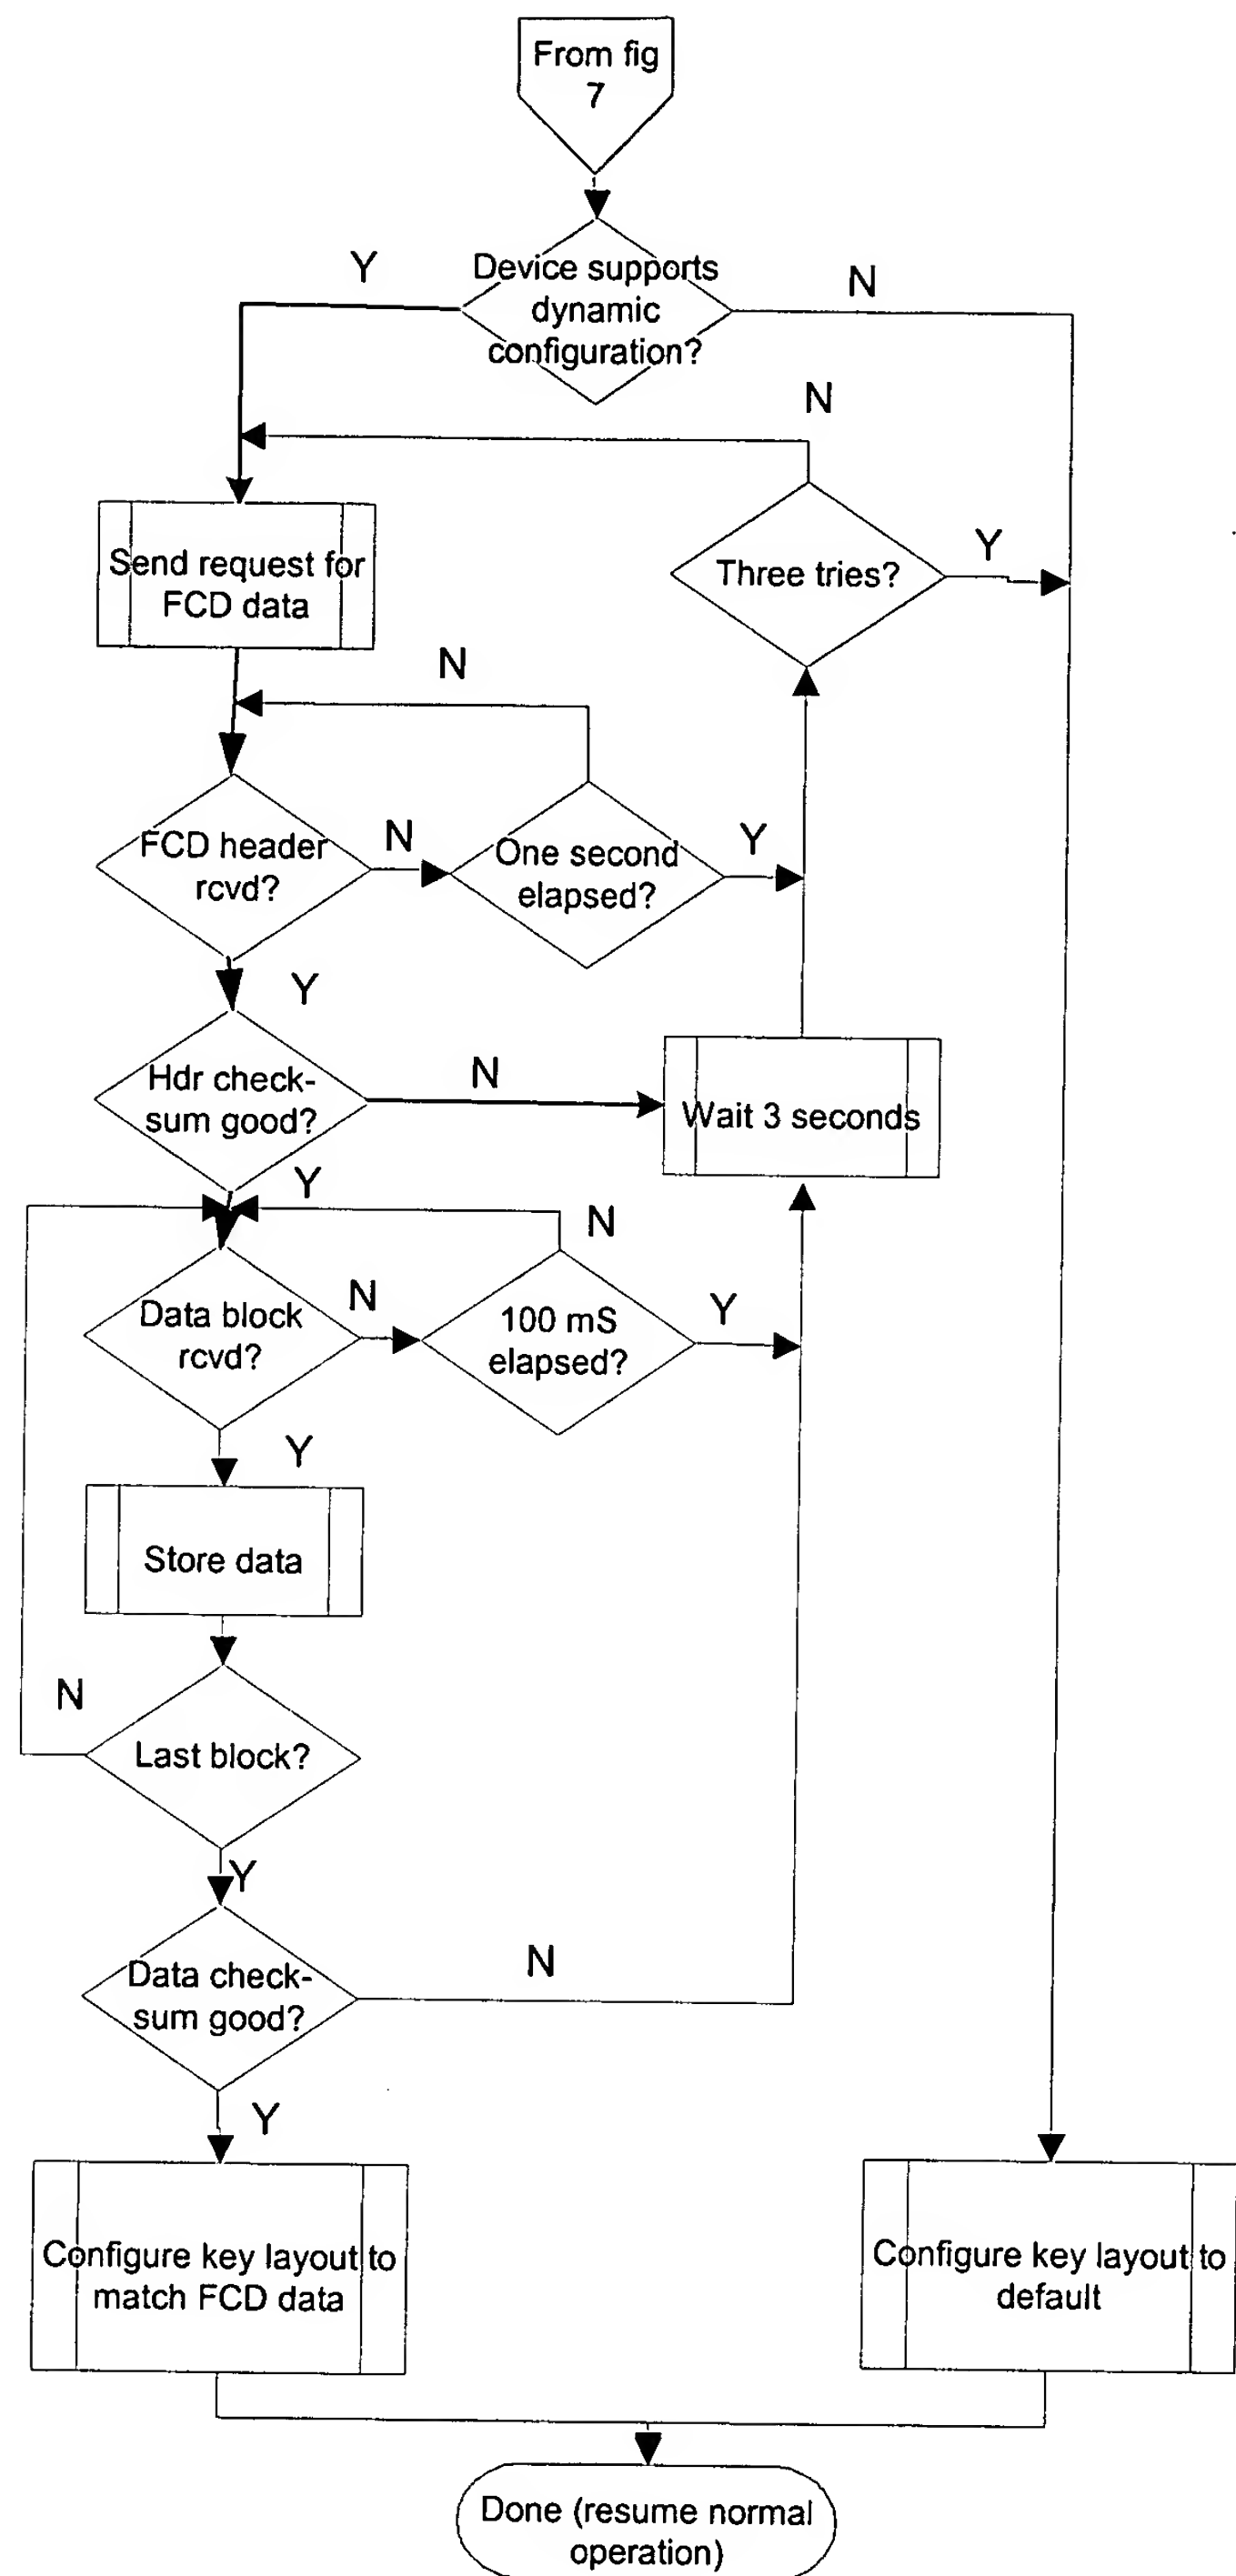 From fig
7
Y
Device supports
dynamic
configuration?
N
N
Send request for
FCD data
Three tries?
Y
N
FCD header
rcvd?
N
One second
elapsed?
Y
Y
Hdr check-
sum good?
N
Wait 3 seconds
Y
N
Data block
rcvd?
N
100 mS
elapsed?
Y
Y
Store data
N
Last block?
Y
Data check-
sum good?
N
Y
Configure key layout to
match FCD data
Configure key layout to
default
Done (resume normal
operation)